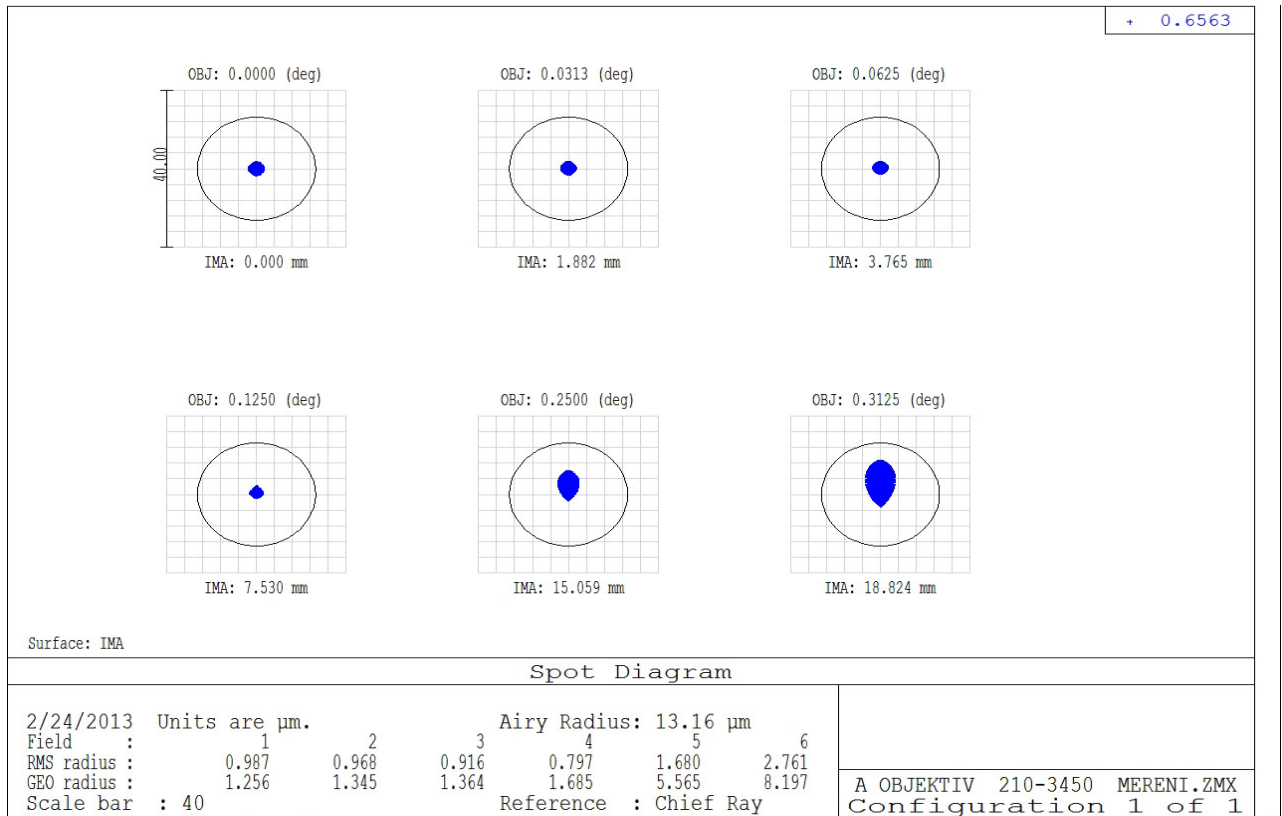 + 0.6563
OBJ: 0.0000 (deg) OBJ: 0.0313 (deg) OBJ: 0.0625 (deg)
40.00
IMA: 0.000 mm IMA: 1.882 mm IMA: 3.765 mm
OBJ: 0.1250 (deg) OBJ: 0.2500 (deg) OBJ: 0.3125 (deg)
IMA: 7.530 mm IMA: 15.059 mm IMA: 18.824 mm
Surface: IMA
Spot Diagram
2/24/2013 Units are µm. Airy Radius: 13.16 µm
Field : 1 2 3 4 5 6
RMS radius : 0.987 0.968 0.916 0.797 1.680 2.761
GEO radius : 1.256 1.345 1.364 1.685 5.565 8.197
Scale bar : 40 Reference : Chief Ray
A OBJEKTIV 210-3450 MERENI.ZMX
Configuration 1 of 1